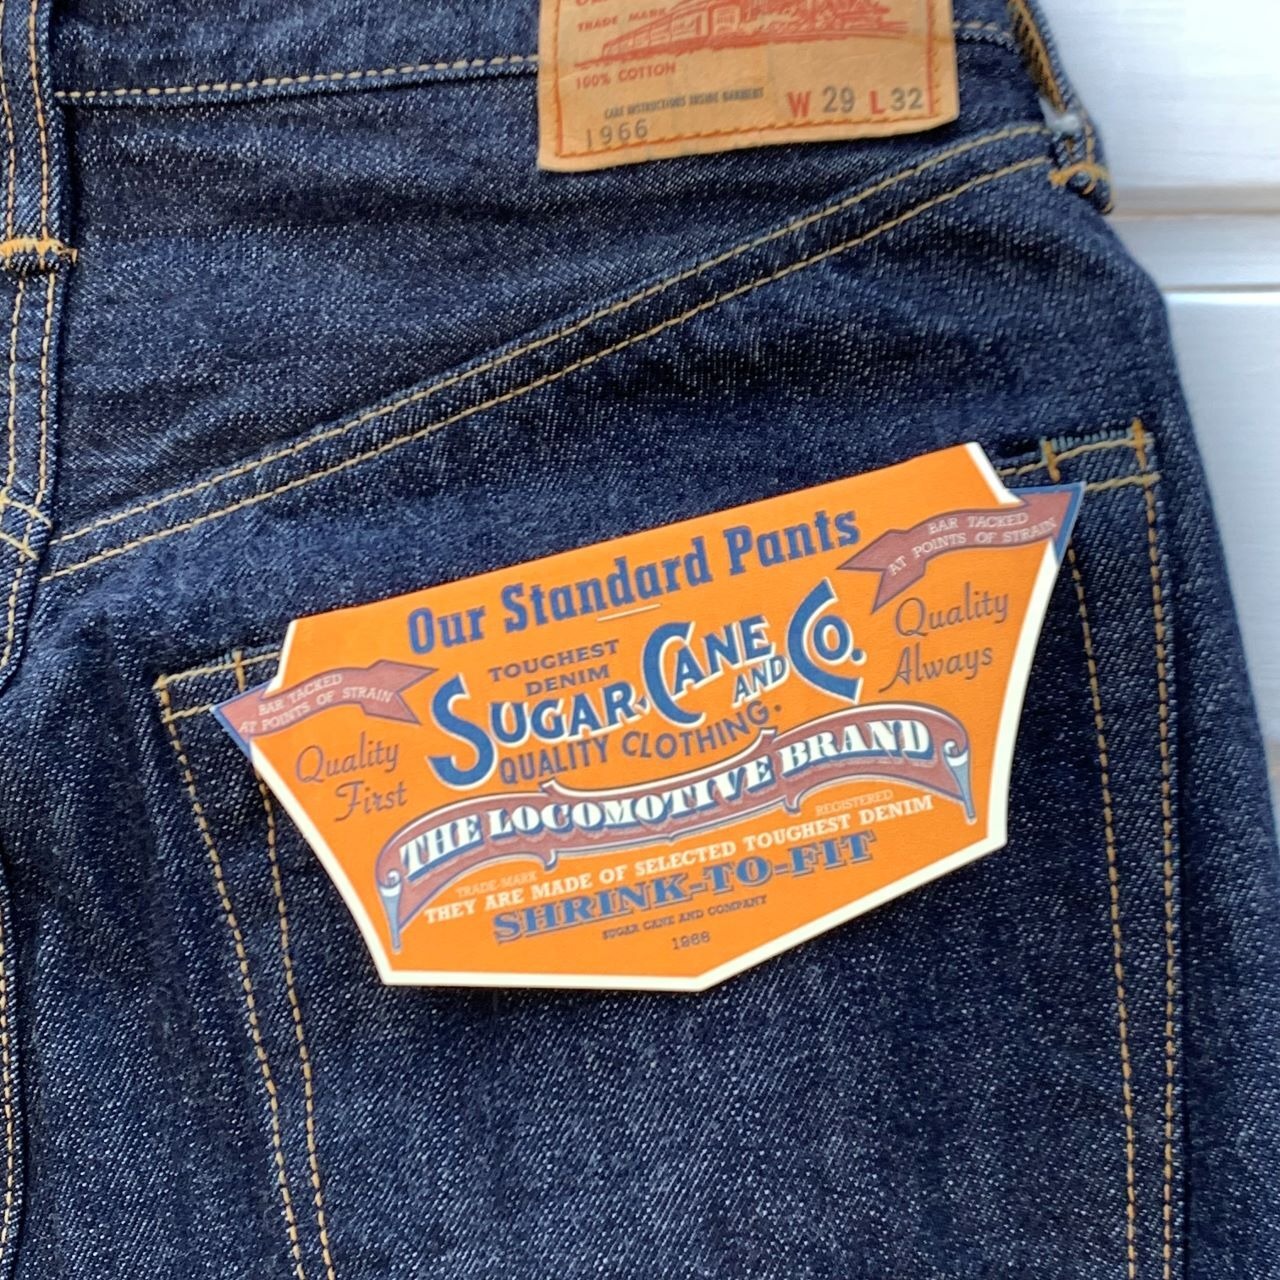 TRADE MARK
100% COTTON
CARE INSTRUCTIONS INSIDE GARMENT
W 29 L 32
1966
Our Standard Pants
BAR TACKED
AT POINTS OF STRAIN
Quality
Always
TOUGHEST
DENIM
SUGAR CANE AND CO.
QUALITY CLOTHING.
BAR TACKED
AT POINTS OF STRAIN
Quality
First
THE LOCOMOTIVE BRAND
TRADE-MARK
REGISTERED
THEY ARE MADE OF SELECTED TOUGHEST DENIM
SHRINK-TO-FIT
SUGAR CANE AND COMPANY
1966